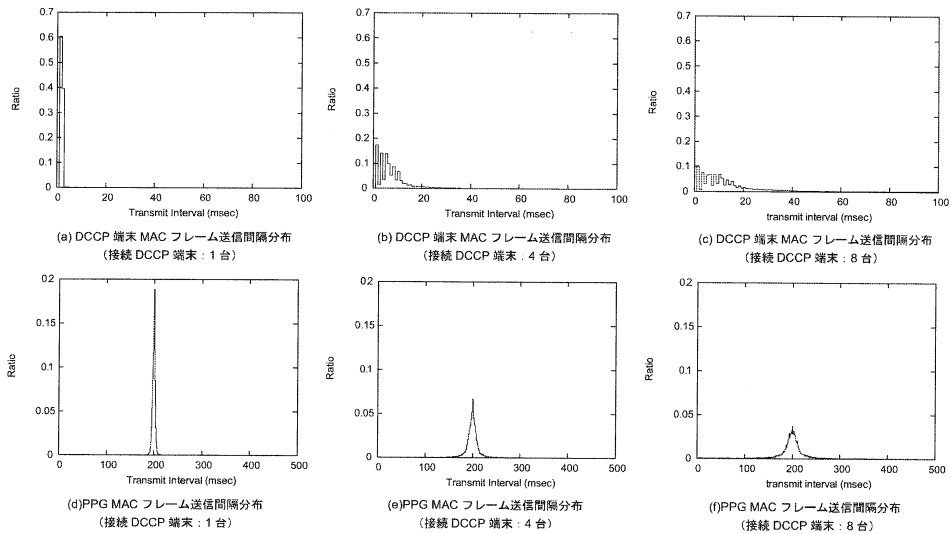 0.7
0.6
0.5
0.4
0.3
0.2
0.1
0
Ratio
0 20 40 60 80 100
Transmit Interval (msec)
(a) DCCP 端末 MAC フレーム送信間隔分布
（接続 DCCP 端末：1 台）
0.7
0.6
0.5
0.4
0.3
0.2
0.1
0
Ratio
0 20 40 60 80 100
Transmit Interval (msec)
(b) DCCP 端末 MAC フレーム送信間隔分布
（接続 DCCP 端末．4 台）
0.7
0.6
0.5
0.4
0.3
0.2
0.1
0
Ratio
0 20 40 60 80 100
transmit interval (msec)
(c) DCCP 端末 MAC フレーム送信間隔分布
（接続 DCCP 端末：8 台）
0.2
0.15
0.1
0.05
0
Ratio
0 100 200 300 400 500
Transmit Interval (msec)
(d)PPG MAC フレーム送信間隔分布
（接続 DCCP 端末：1 台）
0.2
0.15
0.1
0.05
0
Ratio
0 100 200 300 400 500
Transmit Interval (msec)
(e)PPG MAC フレーム送信間隔分布
（接続 DCCP 端末：4 台）
0.2
0.15
0.1
0.05
0
Ratio
0 100 200 300 400 500
transmit interval (msec)
(f)PPG MAC フレーム送信間隔分布
（接続 DCCP 端末：8 台）